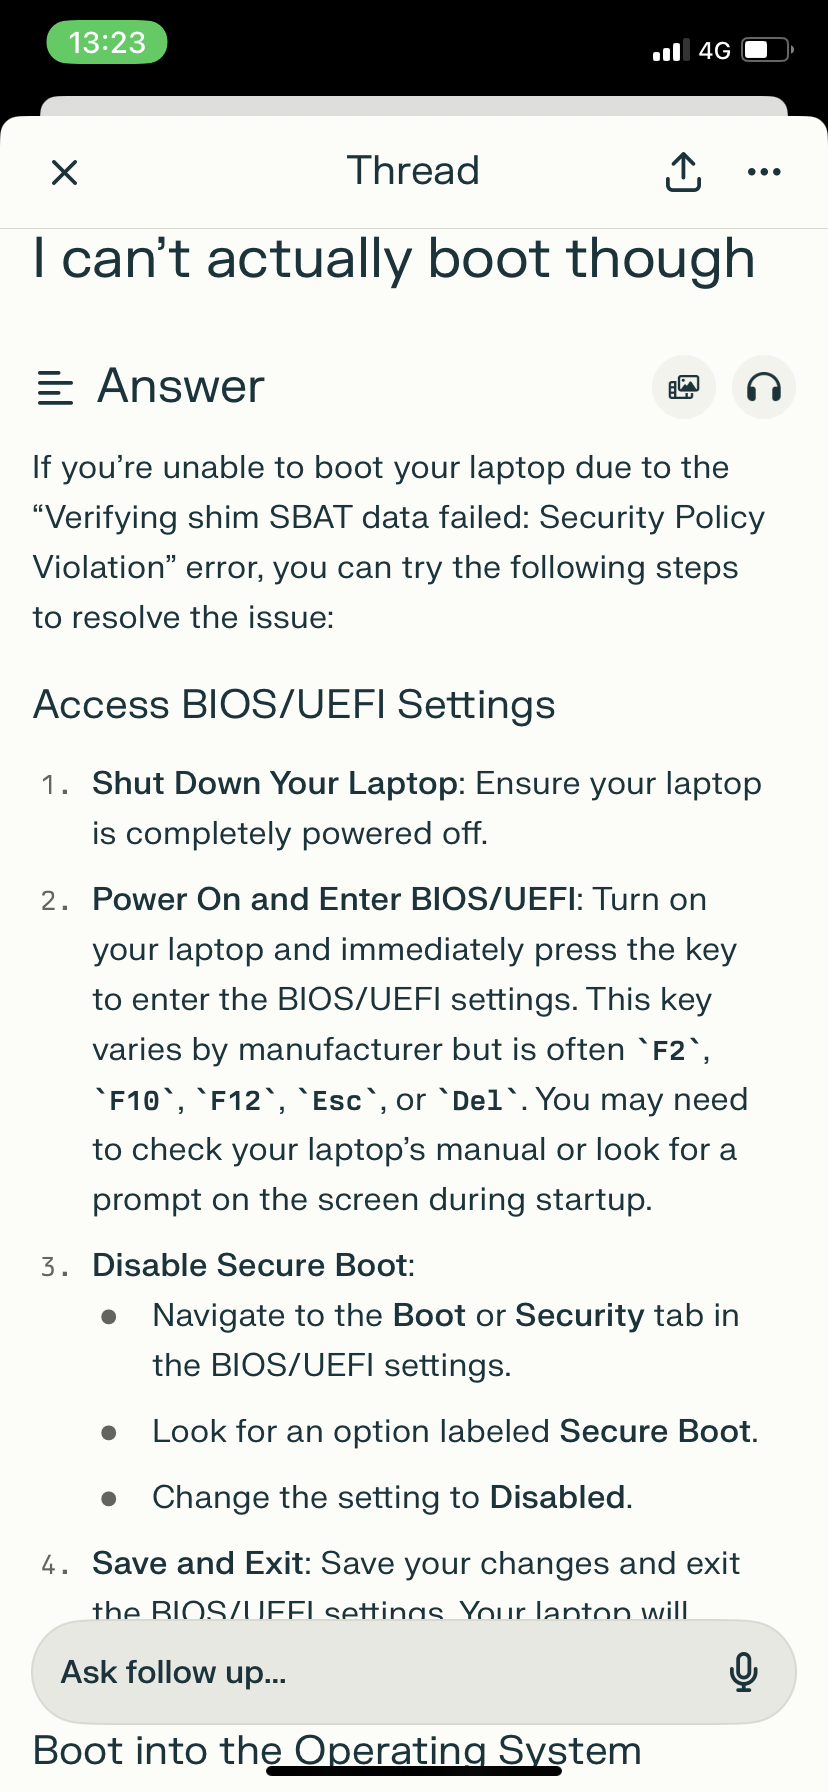 13:23
4G
Thread
I can’t actually boot though
Answer
If you’re unable to boot your laptop due to the
“Verifying shim SBAT data failed: Security Policy
Violation” error, you can try the following steps
to resolve the issue:
Access BIOS/UEFI Settings
1. Shut Down Your Laptop: Ensure your laptop
is completely powered off.
2. Power On and Enter BIOS/UEFI: Turn on
your laptop and immediately press the key
to enter the BIOS/UEFI settings. This key
varies by manufacturer but is often `F2`,
`F10`, `F12`, `Esc`, or `Del`. You may need
to check your laptop’s manual or look for a
prompt on the screen during startup.
3. Disable Secure Boot:
● Navigate to the Boot or Security tab in
the BIOS/UEFI settings.
● Look for an option labeled Secure Boot.
● Change the setting to Disabled.
4. Save and Exit: Save your changes and exit
the BIOS/UEFI settings. Your laptop will
Ask follow up...
Boot into the Operating System